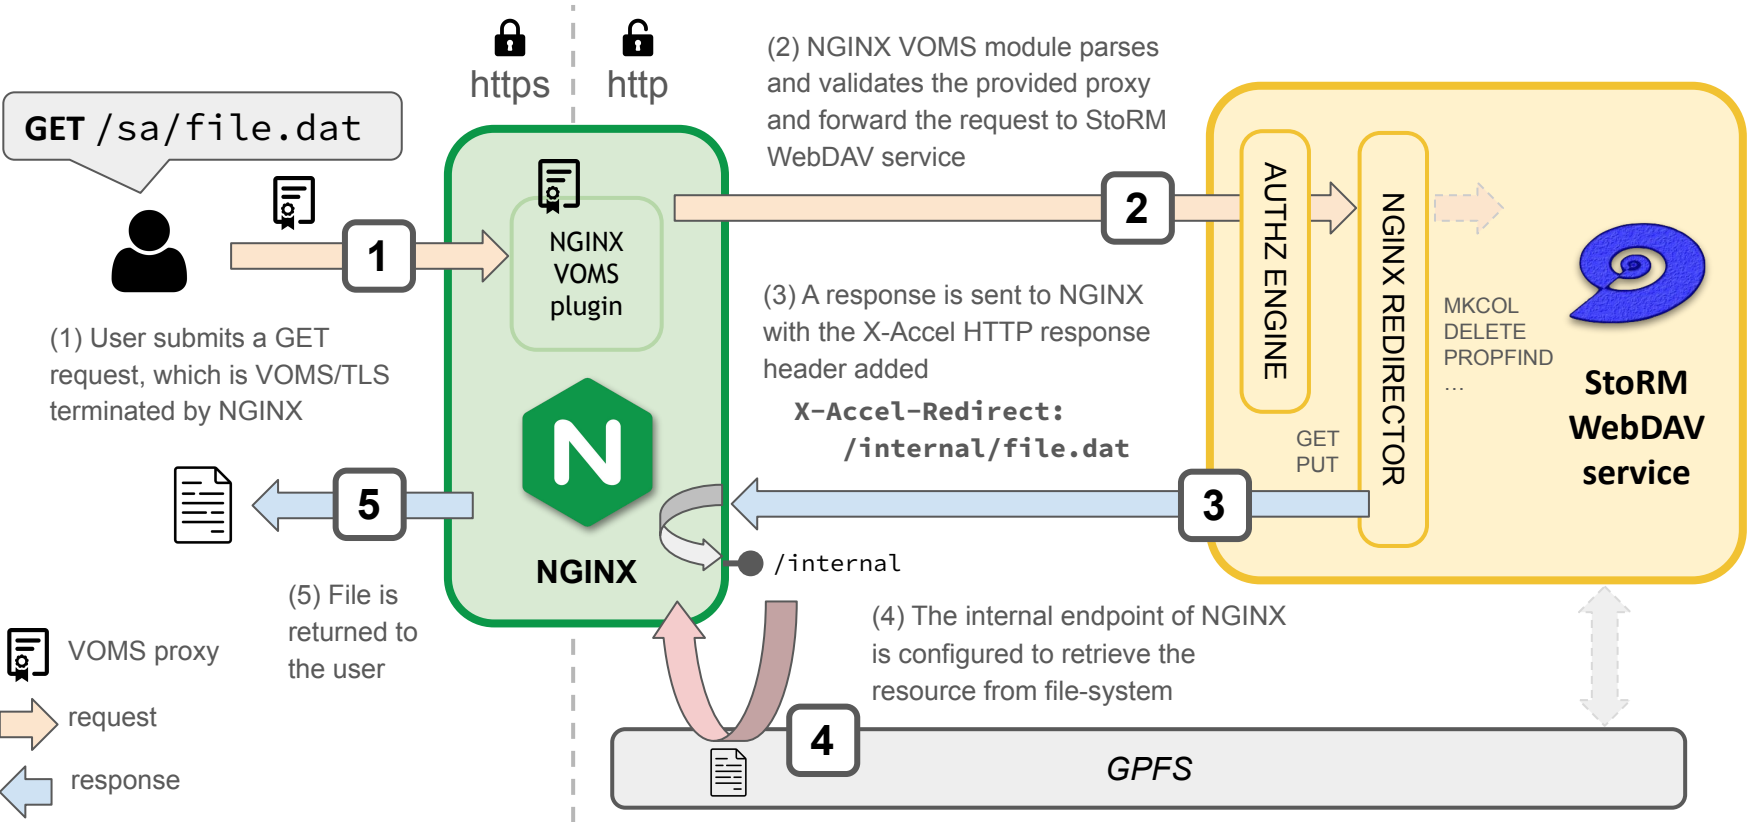 https
http
GET /sa/file.dat
(2) NGINX VOMS module parses
and validates the provided proxy
and forward the request to StoRM
WebDAV service
1
NGINX
VOMS
plugin
2
AUTHZ ENGINE
NGINX REDIRECTOR
(1) User submits a GET
request, which is VOMS/TLS
terminated by NGINX
(3) A response is sent to NGINX
with the X-Accel HTTP response
header added
X-Accel-Redirect:
/internal/file.dat
MKCOL
DELETE
PROPFIND
…
StoRM
WebDAV
service
GET
PUT
5
N
NGINX
3
/internal
(5) File is
returned to
the user
(4) The internal endpoint of NGINX
is configured to retrieve the
resource from file-system
4
GPFS
VOMS proxy
request
response